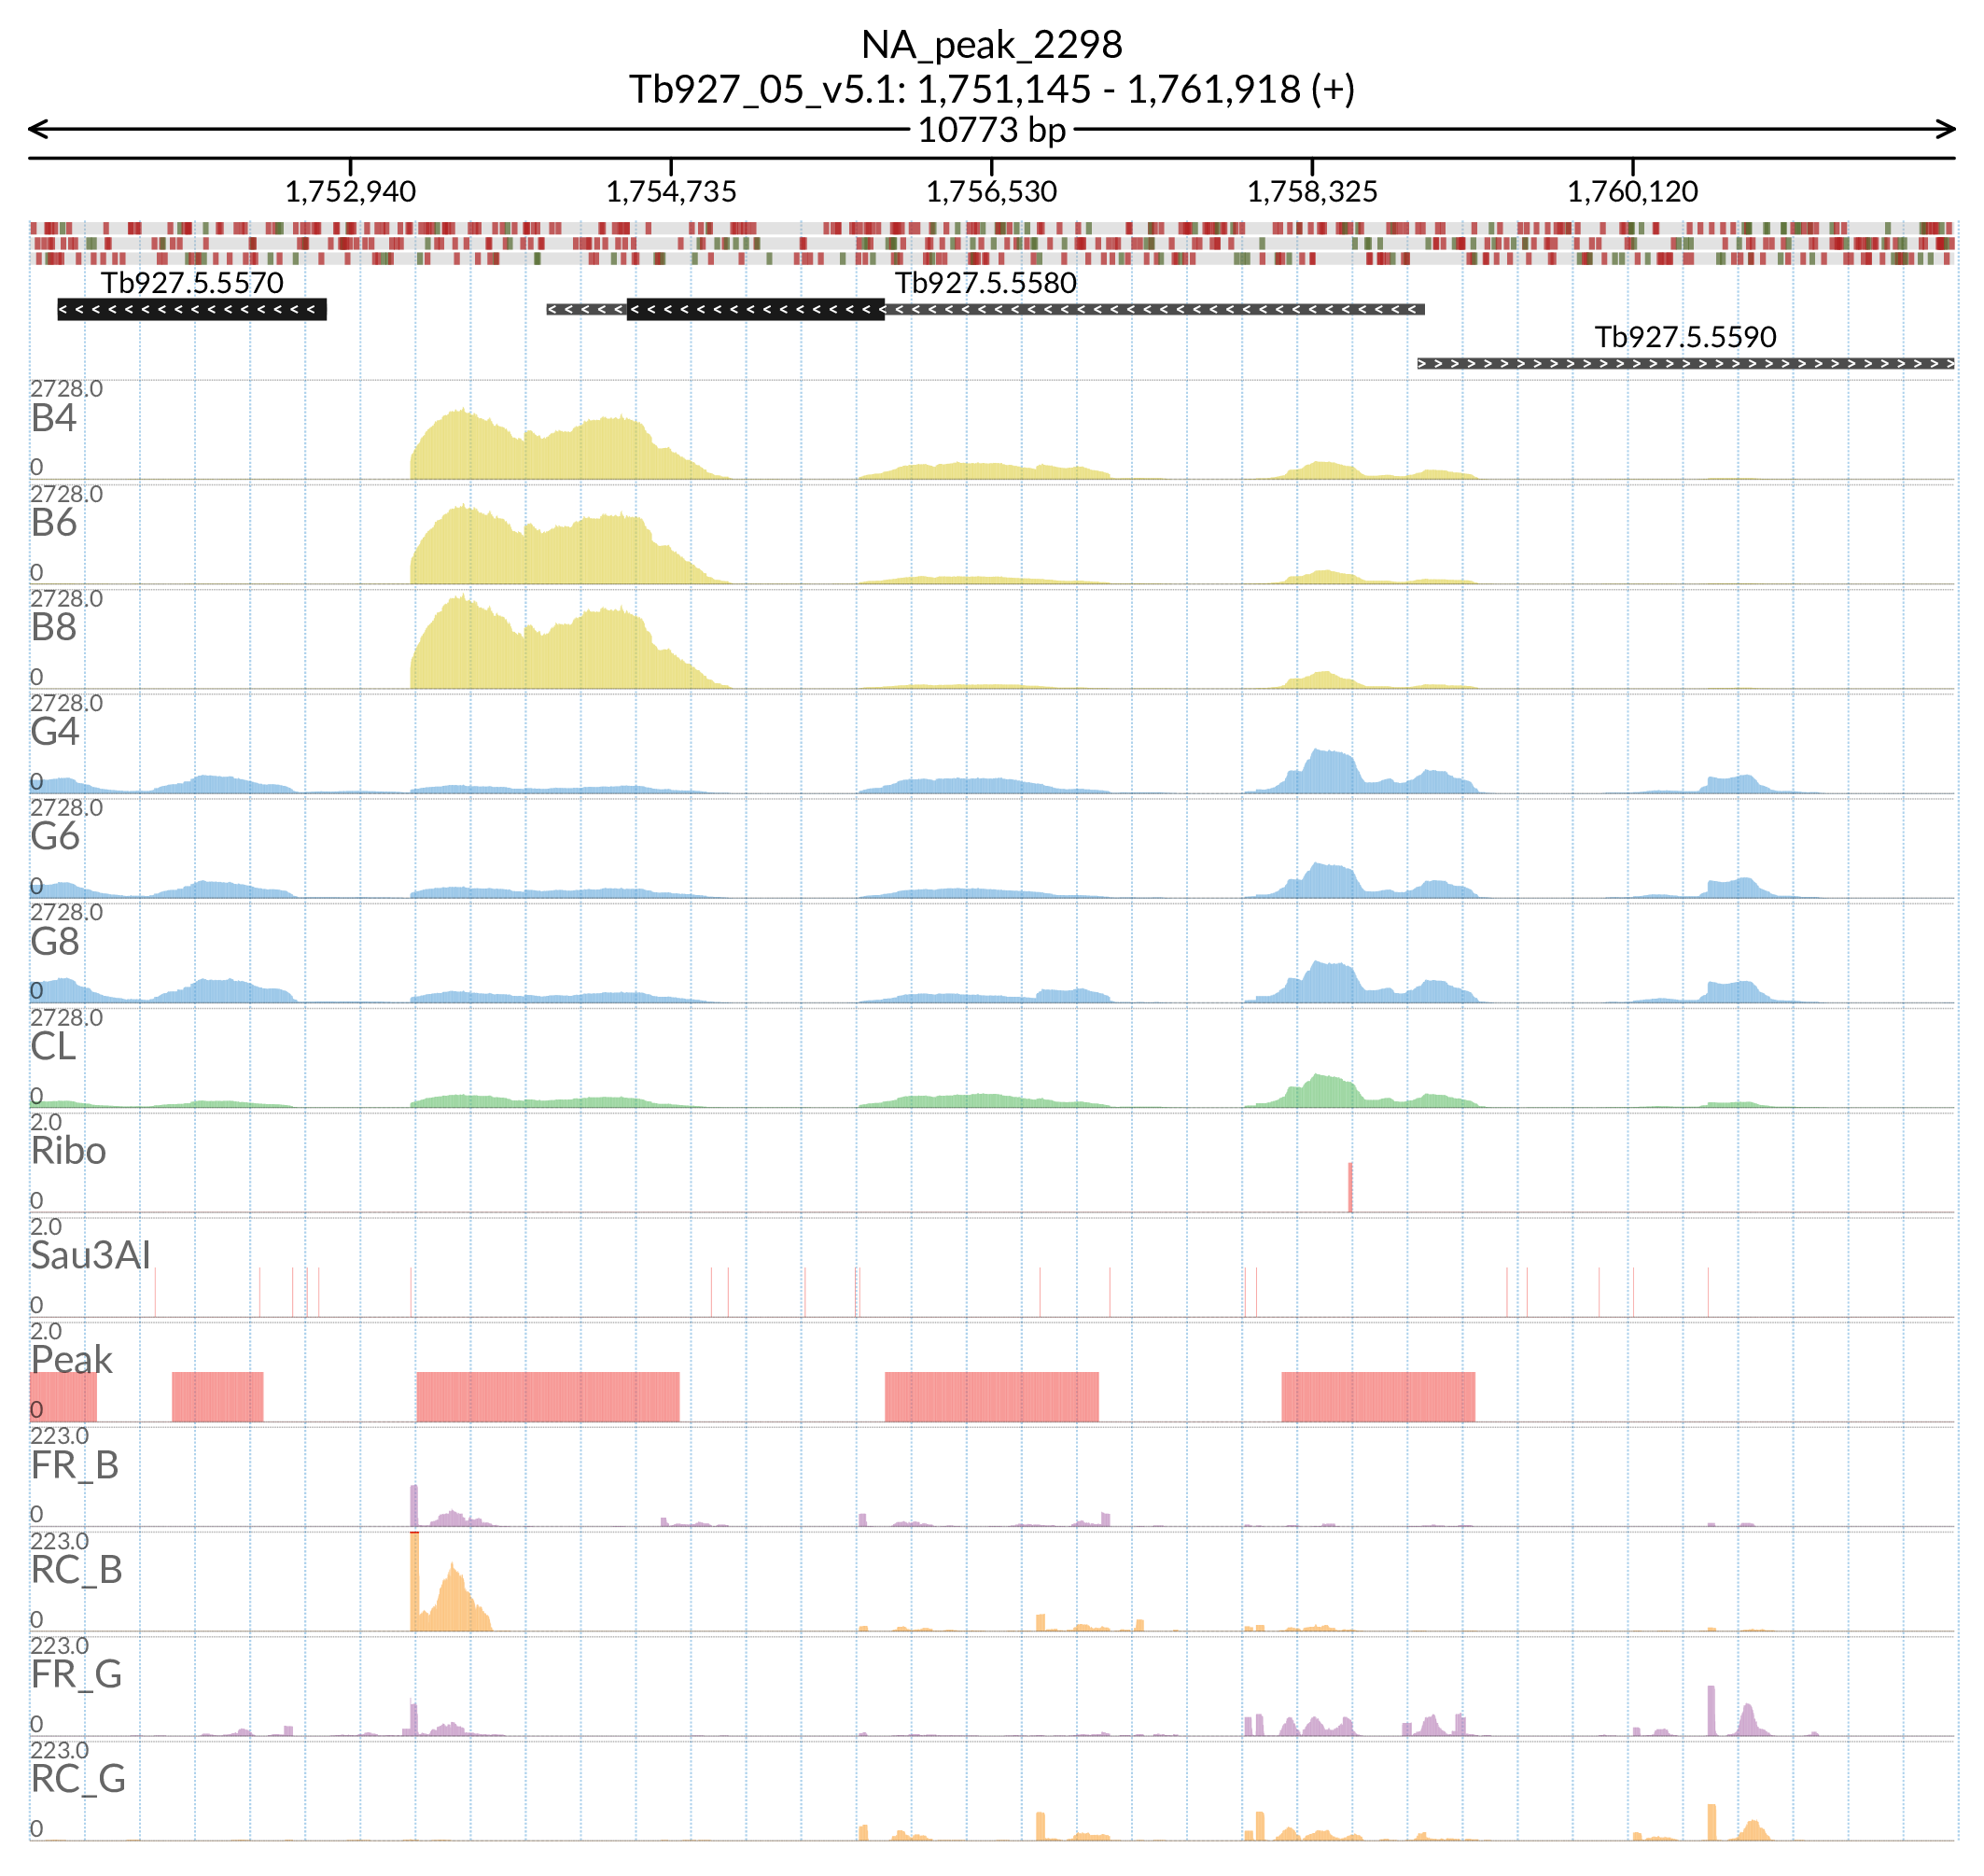 NA_peak_2298
Tb927_05_v5.1: 1,751,145 - 1,761,918 (+)
10773 bp
1,752,940 1,754,735 1,756,530 1,758,325 1,760,120
Tb927.5.5570 Tb927.5.5580
Tb927.5.5590
2728.0
B4
0
2728.0
B6
0
2728.0
B8
0
2728.0
G4
0
2728.0
G6
0
2728.0
G8
0
2728.0
CL
0
2.0
Ribo
0
2.0
Sau3AI
0
2.0
Peak
0
223.0
FR_B
0
223.0
RC_B
0
223.0
FR_G
0
223.0
RC_G
0